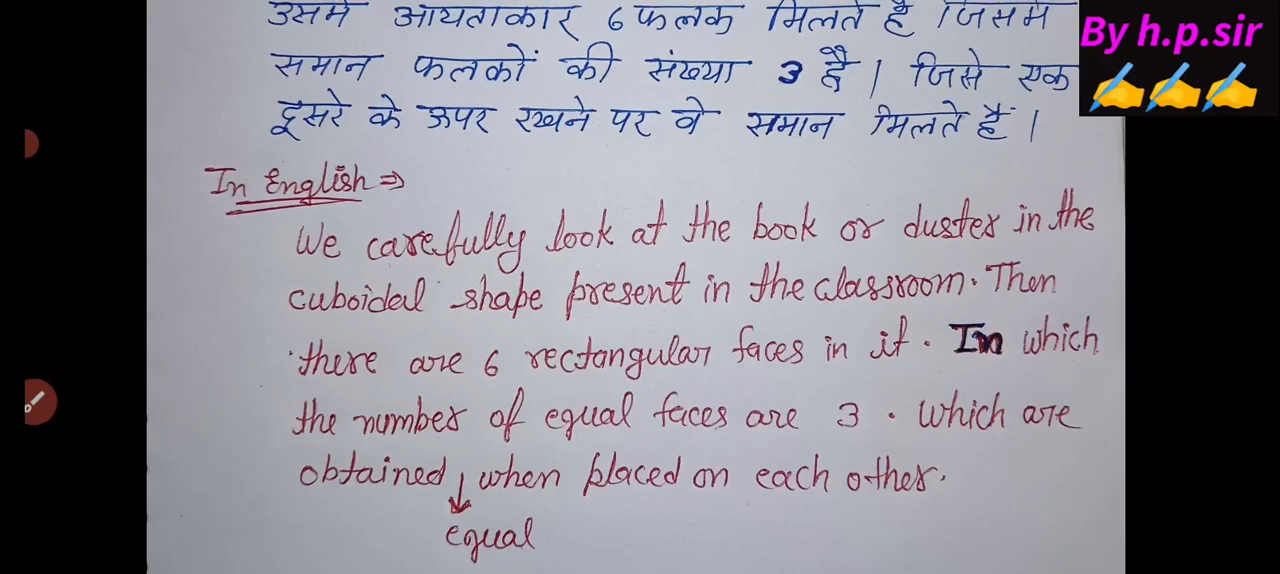 उसमे आयताकार 6 फलक मिलते है जिसमे
समान फलकों की संख्या 3 है। जिसे एक
दूसरे के ऊपर रखने पर वे समान मिलते हैं।
By h.p.sir
In English ⇒
We carefully look at the book or duster in the
cuboidal shape present in the classroom. Then
there are 6 rectangular faces in it. In which
the number of equal faces are 3. which are
obtained ↓ when placed on each other.
equal